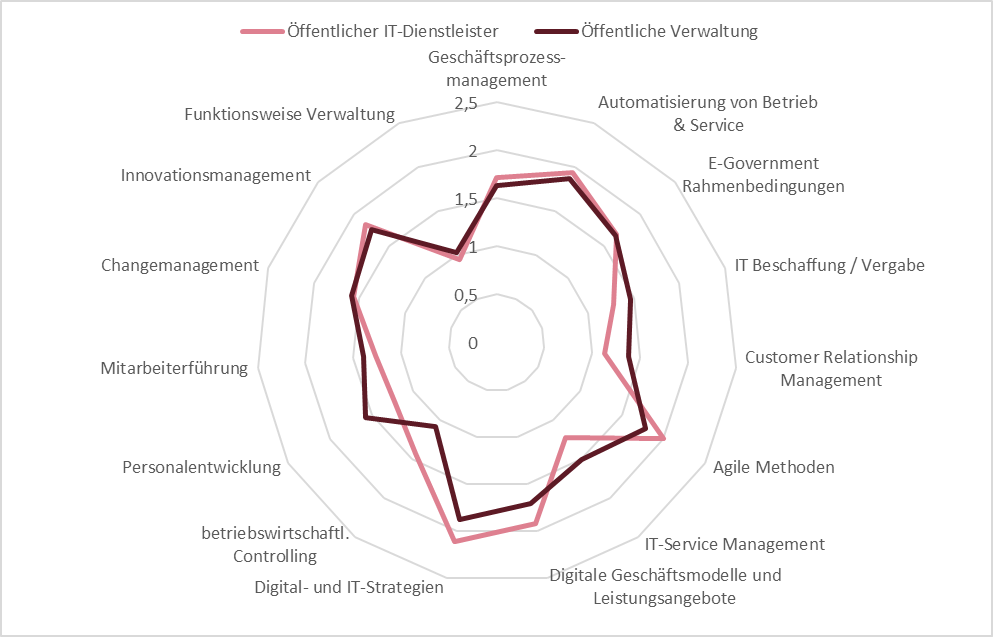 Öffentlicher IT-Dienstleister
Öffentliche Verwaltung
Geschäftsprozess-
management
Automatisierung von Betrieb
& Service
E-Government
Rahmenbedingungen
IT Beschaffung / Vergabe
Customer Relationship
Management
Agile Methoden
IT-Service Management
Digitale Geschäftsmodelle und
Leistungsangebote
Digital- und IT-Strategien
betriebswirtschaftl.
Controlling
Personalentwicklung
Mitarbeiterführung
Changemanagement
Innovationsmanagement
Funktionsweise Verwaltung
2,5
2
1,5
1
0,5
0